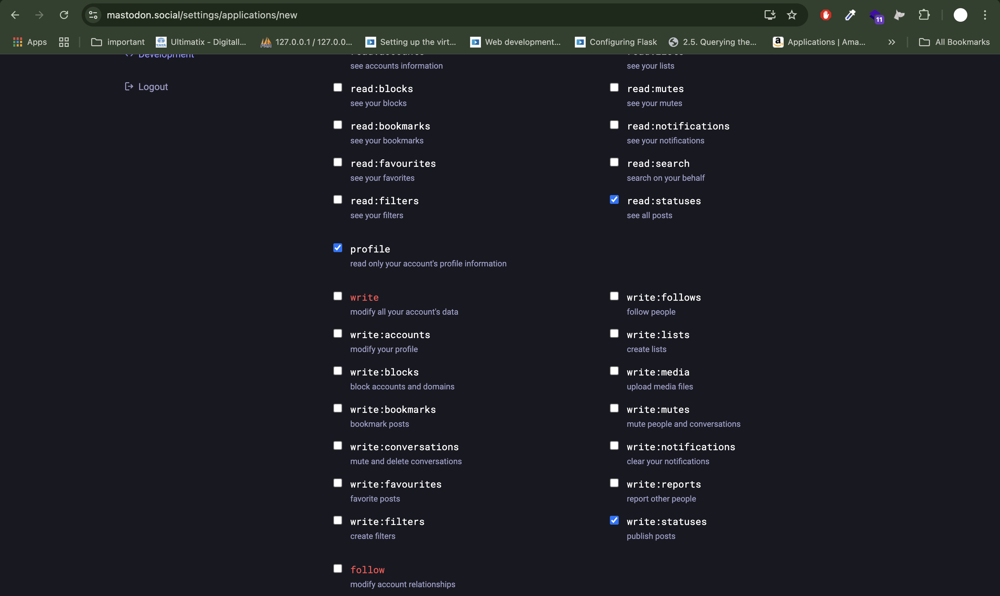 mastodon.social/settings/applications/new
11
Apps
important
Ultimatix - Digitall...
127.0.0.1 / 127.0.0...
Setting up the virt...
Web development...
Configuring Flask
2.5. Querying the...
Applications | Ama...
All Bookmarks
Development
Logout
see accounts information
see your lists
read:blocks
see your blocks
read:mutes
see your mutes
read:bookmarks
see your bookmarks
read:notifications
see your notifications
read:favourites
see your favorites
read:search
search on your behalf
read:filters
see your filters
read:statuses
see all posts
profile
read only your account's profile information
write
modify all your account's data
write:follows
follow people
write:accounts
modify your profile
write:lists
create lists
write:blocks
block accounts and domains
write:media
upload media files
write:bookmarks
bookmark posts
write:mutes
mute people and conversations
write:conversations
mute and delete conversations
write:notifications
clear your notifications
write:favourites
favorite posts
write:reports
report other people
write:filters
create filters
write:statuses
publish posts
follow
modify account relationships